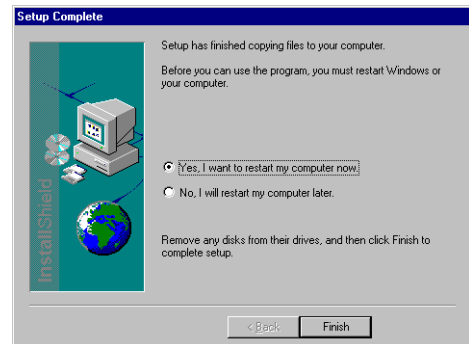 Setup Complete
Setup has finished copying files to your computer.
Before you can use the program, you must restart Windows or
your computer.
Yes, I want to restart my computer now.
No, I will restart my computer later.
Remove any disks from their drives, and then click Finish to
complete setup.
InstallShield
< Back
Finish